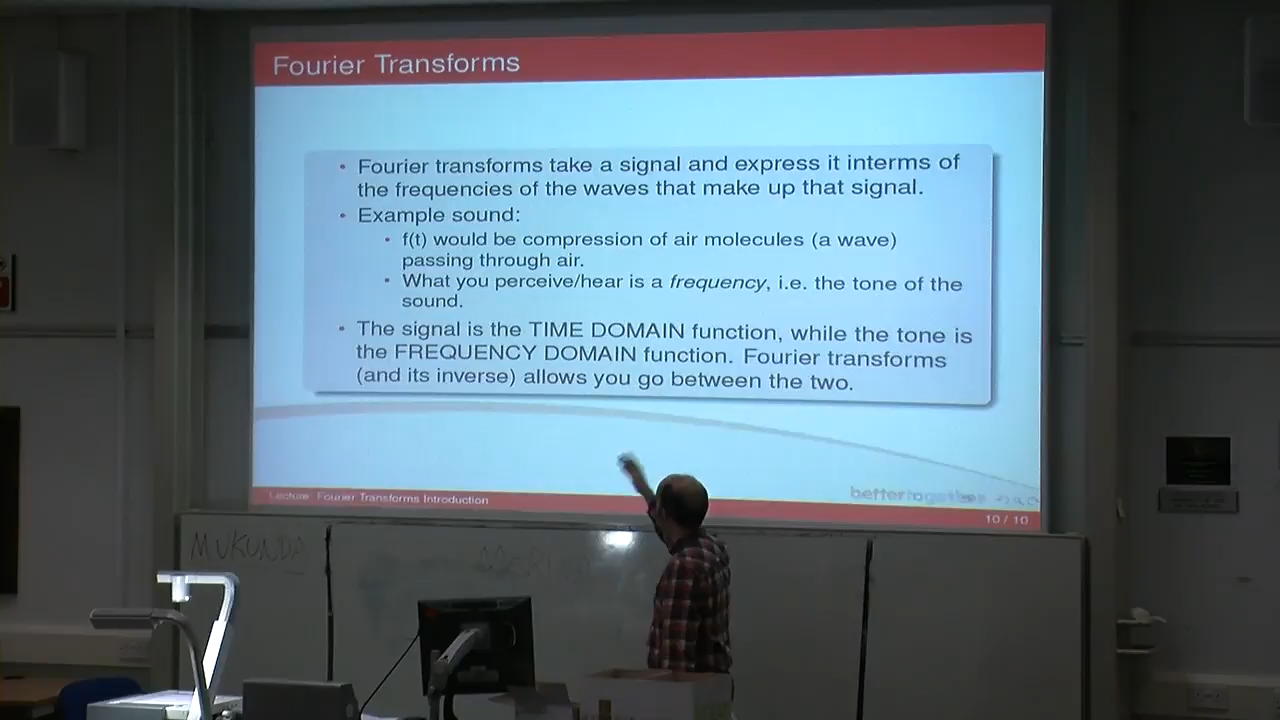 Fourier Transforms
Fourier transforms take a signal and express it interms of
the frequencies of the waves that make up that signal.
Example sound:
f(t) would be compression of air molecules (a wave)
passing through air.
What you perceive/hear is a frequency, i.e. the tone of the
sound.
The signal is the TIME DOMAIN function, while the tone is
the FREQUENCY DOMAIN function. Fourier transforms
(and its inverse) allows you go between the two.
Lecture: Fourier Transforms Introduction
bettertogether
10 / 10
MUKUNDA